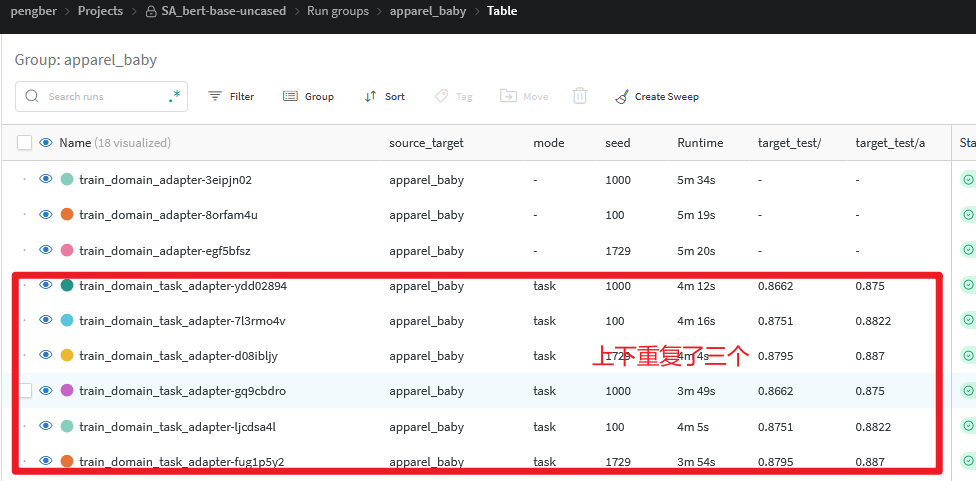 pengber > Projects > SA_bert-base-uncased > Run groups > apparel_baby > Table
Group: apparel_baby
Search runs .* Filter Group Sort Tag Move Create Sweep
Name (18 visualized) source_target mode seed Runtime target_test/ target_test/a Sta
train_domain_adapter-3eipjn02 apparel_baby - 1000 5m 34s - -
train_domain_adapter-8orfam4u apparel_baby - 100 5m 19s - -
train_domain_adapter-egf5bfsz apparel_baby - 1729 5m 20s - -
train_domain_task_adapter-ydd02894 apparel_baby task 1000 4m 12s 0.8662 0.875
train_domain_task_adapter-7l3rmo4v apparel_baby task 100 4m 16s 0.8751 0.8822
train_domain_task_adapter-d08ibljy apparel_baby task 1729 4m 4s 0.8795 0.887
上下重复了三个
train_domain_task_adapter-gq9cbdro apparel_baby task 1000 3m 49s 0.8662 0.875
train_domain_task_adapter-ljcdsa4l apparel_baby task 100 4m 5s 0.8751 0.8822
train_domain_task_adapter-fug1p5y2 apparel_baby task 1729 3m 54s 0.8795 0.887